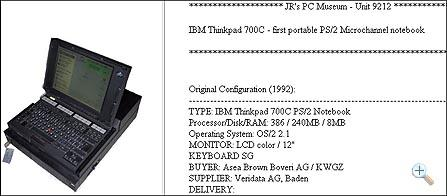 ******************** JR's PC Museum - Unit 9212 ************
IBM Thinkpad 700C - first portable PS/2 Microchannel notebook
************************************************************
Original Configuration (1992):
------------------------------------------------------------
TYPE: IBM Thinkpad 700C PS/2 Notebook
Processor/Disk/RAM: 386 / 240MB / 8MB
Operating System: OS/2 2.1
MONITOR: LCD color / 12"
KEYBOARD SG
BUYER: Asea Brown Boveri AG / KWGZ
SUPPLIER: Veridata AG, Baden
DELIVERY: